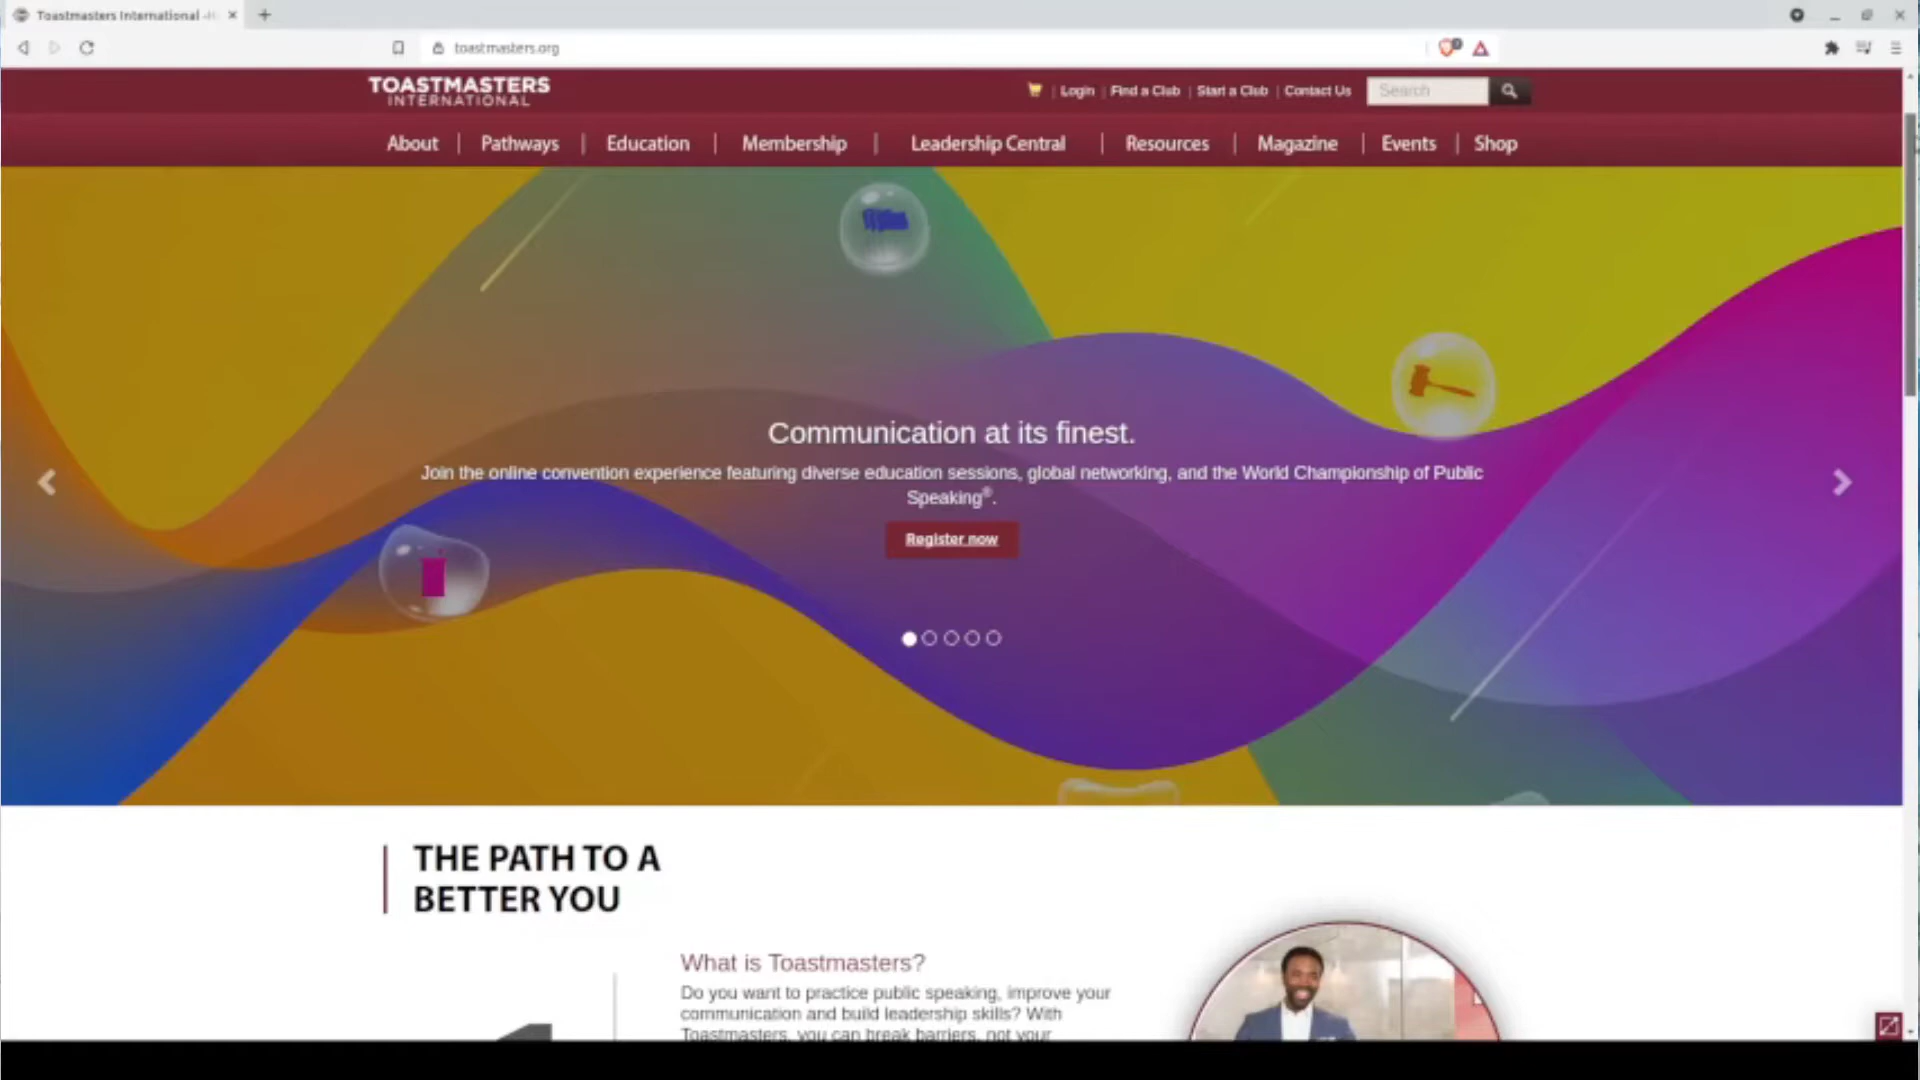 Toastmasters International -H
toastmasters.org
TOASTMASTERS
INTERNATIONAL
Login | Find a Club | Start a Club | Contact Us
Search
About | Pathways | Education | Membership | Leadership Central | Resources | Magazine | Events | Shop
Communication at its finest.
Join the online convention experience featuring diverse education sessions, global networking, and the World Championship of Public
Speaking®.
Register now
THE PATH TO A
BETTER YOU
What is Toastmasters?
Do you want to practice public speaking, improve your
communication and build leadership skills? With
Toastmasters, you can break barriers, not your